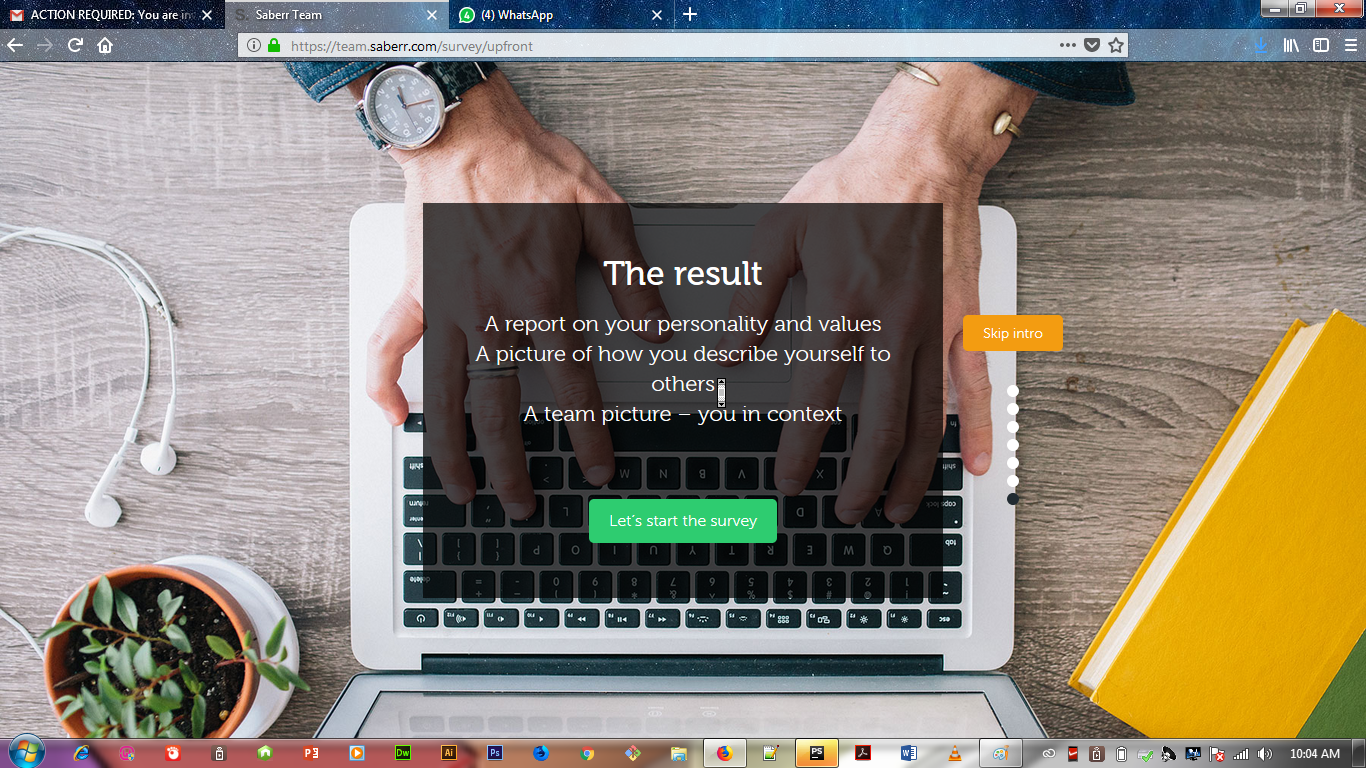 ACTION REQUIRED: You are in
Saberr Team
(4) WhatsApp
https://team.saberr.com/survey/upfront
The result
A report on your personality and values
A picture of how you describe yourself to
others
A team picture – you in context
Skip intro
Let's start the survey
10:04 AM